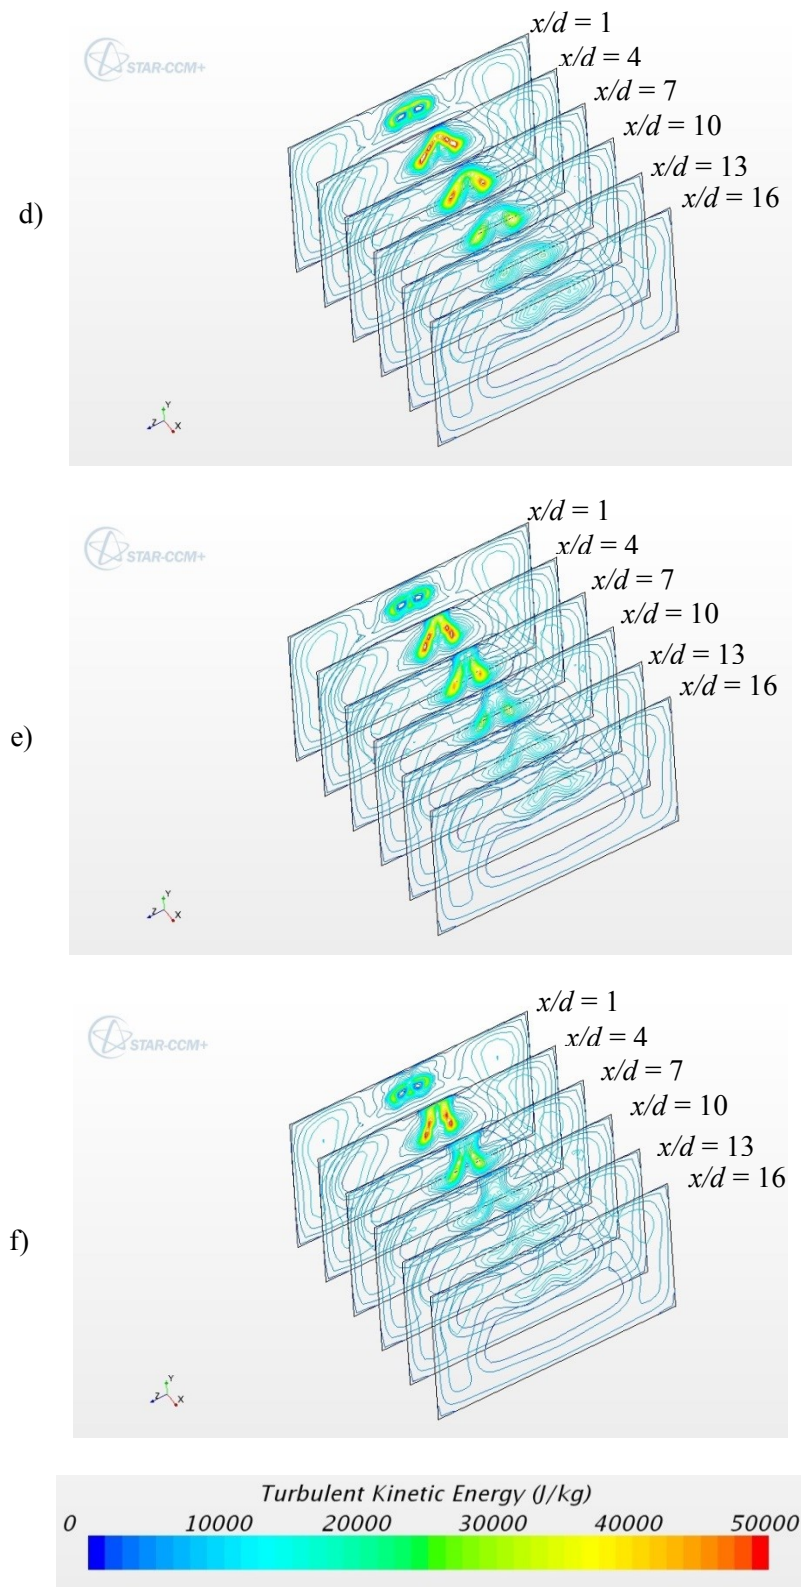 x/d = 1
STAR-CCM+
x/d = 4
x/d = 7
x/d = 10
x/d = 13
x/d = 16
d)
Y
Z X
x/d = 1
STAR-CCM+
x/d = 4
x/d = 7
x/d = 10
x/d = 13
x/d = 16
e)
Y
Z X
x/d = 1
STAR-CCM+
x/d = 4
x/d = 7
x/d = 10
x/d = 13
x/d = 16
f)
Y
Z X
Turbulent Kinetic Energy (J/kg)
0 10000 20000 30000 40000 50000